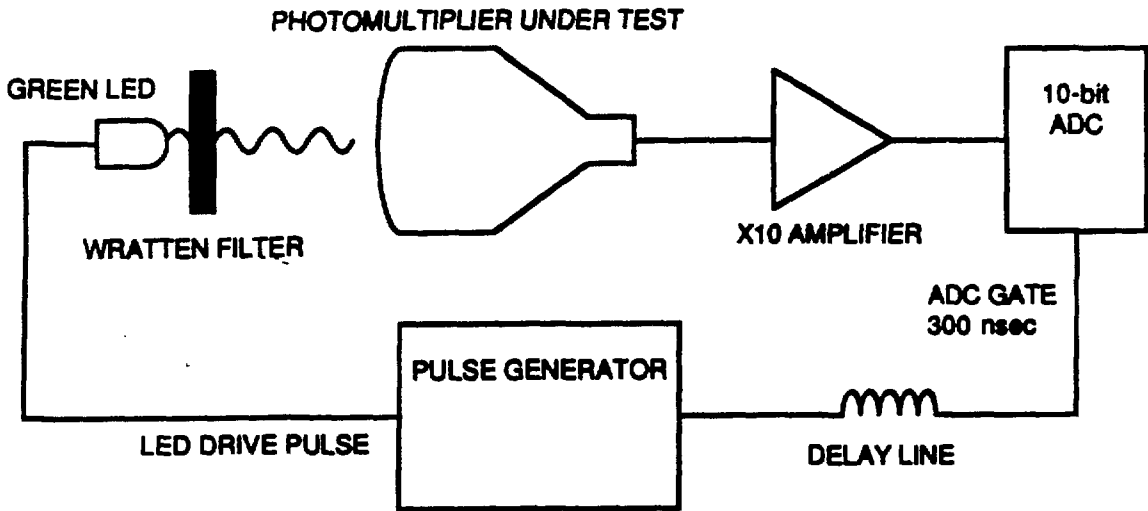 PHOTOMULTIPLIER UNDER TEST
GREEN LED
10-bit
ADC
WRATTEN FILTER
X10 AMPLIFIER
ADC GATE
300 nsec
PULSE GENERATOR
LED DRIVE PULSE
DELAY LINE